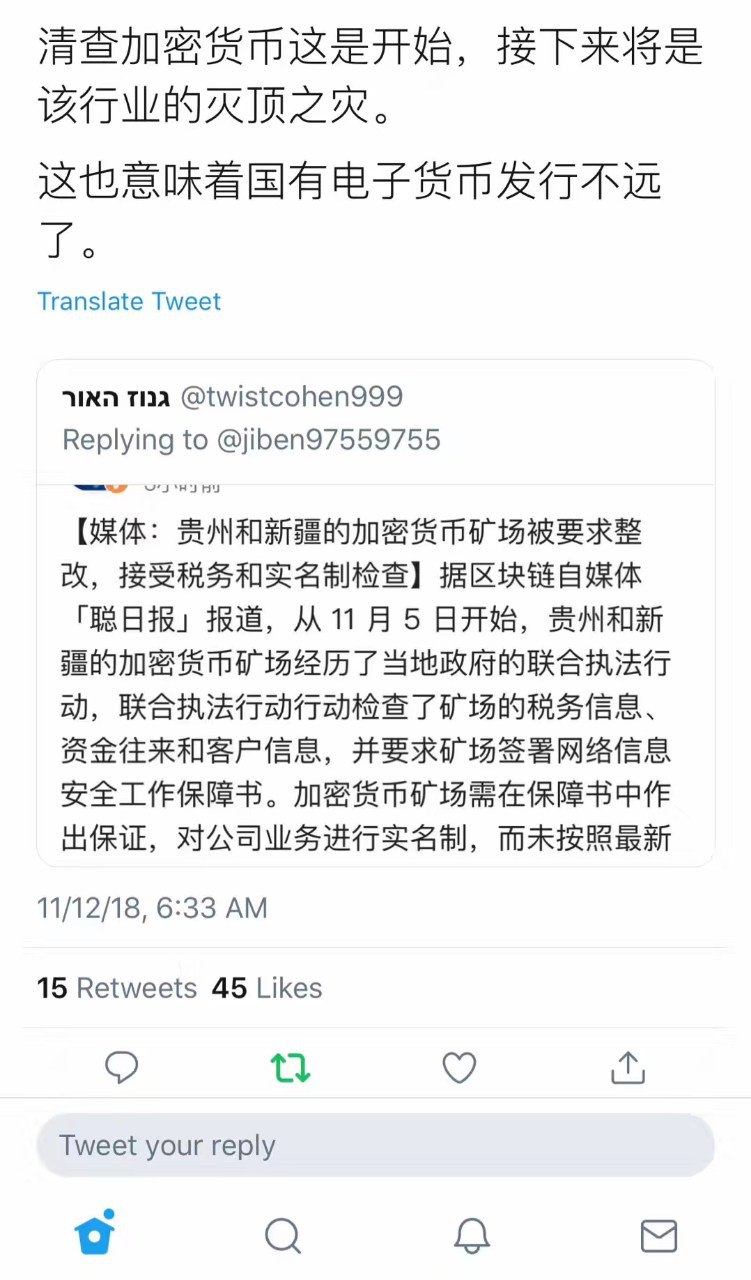 清查加密货币这是开始，接下来将是
该行业的灭顶之灾。
这也意味着国有电子货币发行不远
了。
Translate Tweet
גנוז האור @twistcohen999
Replying to @jiben97559755
【媒体：贵州和新疆的加密货币矿场被要求整
改，接受税务和实名制检查】据区块链自媒体
「聪日报」报道，从 11 月 5 日开始，贵州和新
疆的加密货币矿场经历了当地政府的联合执法行
动，联合执法行动行动检查了矿场的税务信息、
资金往来和客户信息，并要求矿场签署网络信息
安全工作保障书。加密货币矿场需在保障书中作
出保证，对公司业务进行实名制，而未按照最新
11/12/18, 6:33 AM
15 Retweets 45 Likes
Tweet your reply